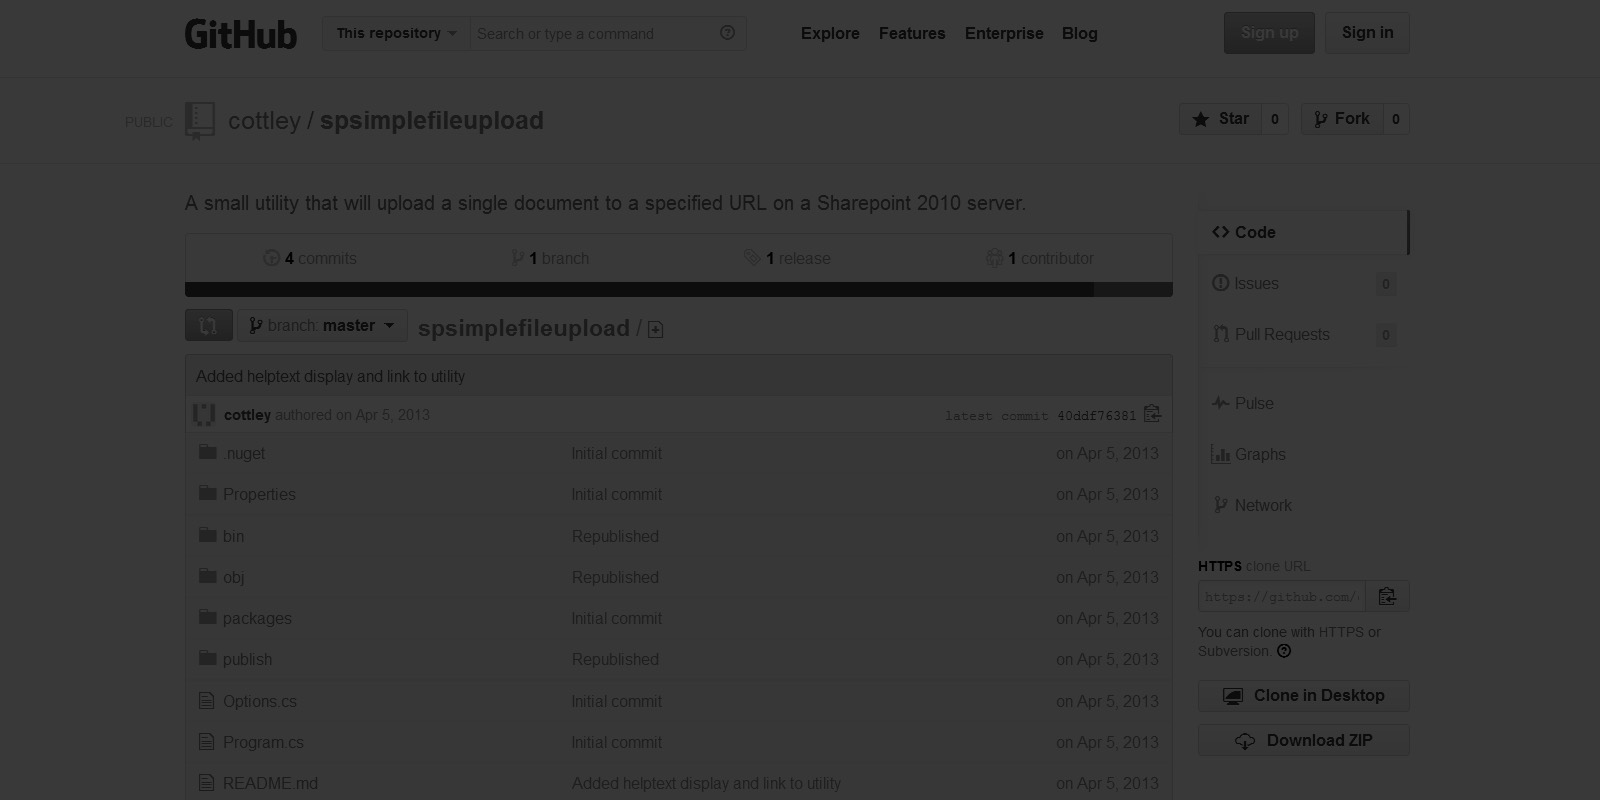 GitHub This repository Search or type a command Explore Features Enterprise Blog Sign up Sign in
PUBLIC cottley / spsimplefileupload Star 0 Fork 0
A small utility that will upload a single document to a specified URL on a Sharepoint 2010 server.
4 commits 1 branch 1 release 1 contributor
branch: master spsimplefileupload /
Added helptext display and link to utility
cottley authored on Apr 5, 2013 latest commit 40ddf76381
.nuget Initial commit on Apr 5, 2013
Properties Initial commit on Apr 5, 2013
bin Republished on Apr 5, 2013
obj Republished on Apr 5, 2013
packages Initial commit on Apr 5, 2013
publish Republished on Apr 5, 2013
Options.cs Initial commit on Apr 5, 2013
Program.cs Initial commit on Apr 5, 2013
README.md Added helptext display and link to utility on Apr 5, 2013
Code
Issues 0
Pull Requests 0
Pulse
Graphs
Network
HTTPS clone URL
https://github.com/
You can clone with HTTPS or
Subversion.
Clone in Desktop
Download ZIP